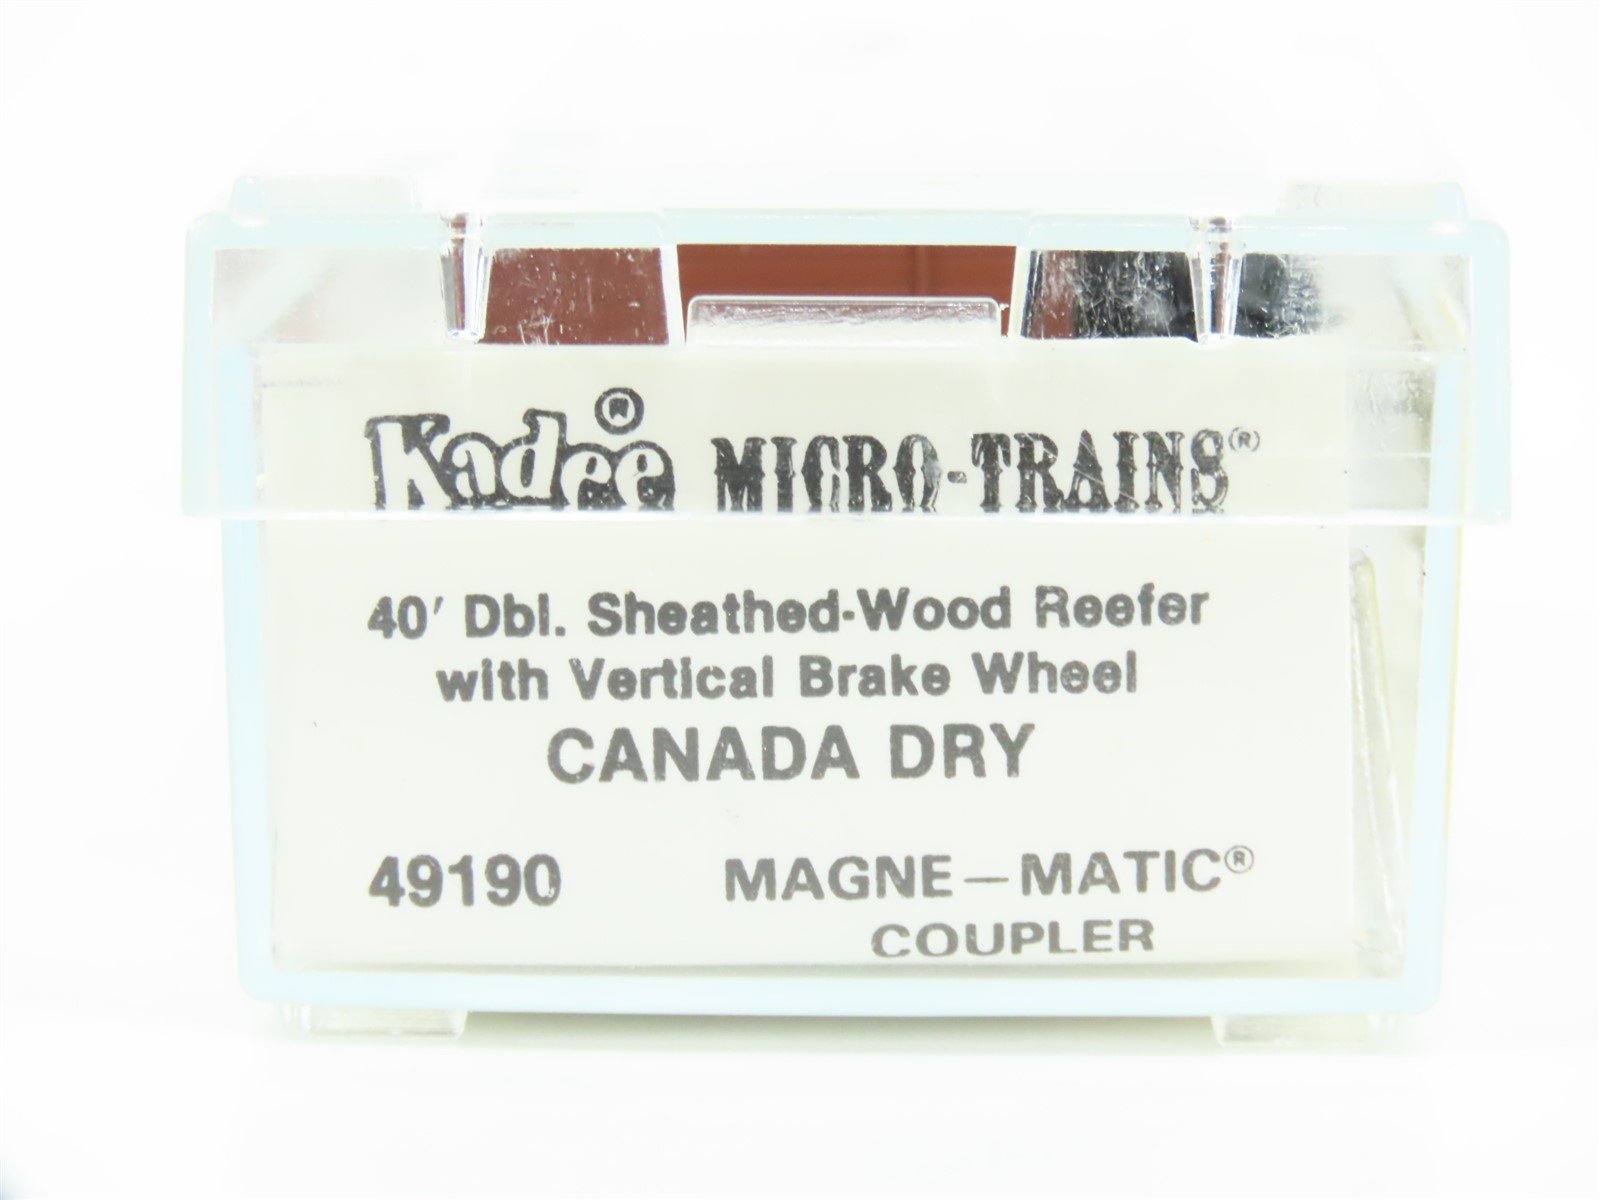 Kadee® MICRO-TRAINS®
40' Dbl. Sheathed-Wood Reefer
with Vertical Brake Wheel
CANADA DRY
49190 MAGNE-MATIC®
COUPLER